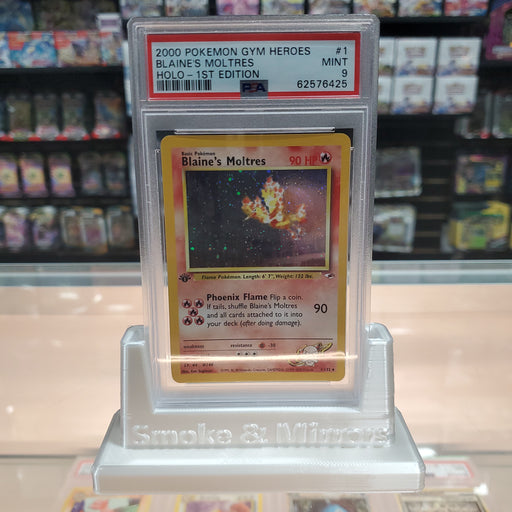 2000 POKEMON GYM HEROES #1
BLAINE'S MOLTRES MINT
HOLO - 1ST EDITION 9
PSA 62576425
Basic Pokémon
Blaine's Moltres 90 HP
Flame Pokémon. Length: 6' 7", Weight: 132 lbs.
Phoenix Flame Flip a coin.
If tails, shuffle Blaine's Moltres
and all cards attached to it into
your deck (after doing damage).
90
weakness resistance -30
Smoke & Mirrors